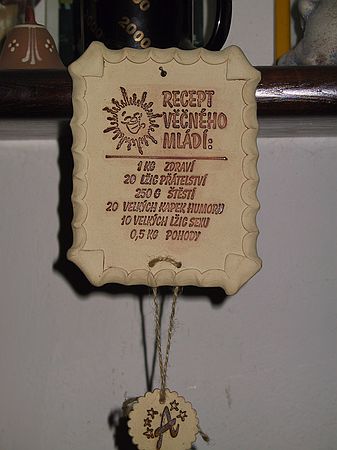 2000
RECEPT
VĚČNÉHO
MLÁDÍ:
1 KG ZDRAVÍ
20 LŽIC PŘÁTELSTVÍ
250 G ŠTĚSTÍ
20 VELKÝCH KAPEK HUMORU
10 VELKÝCH LŽIC SEXU
0,5 KG POHODY
A